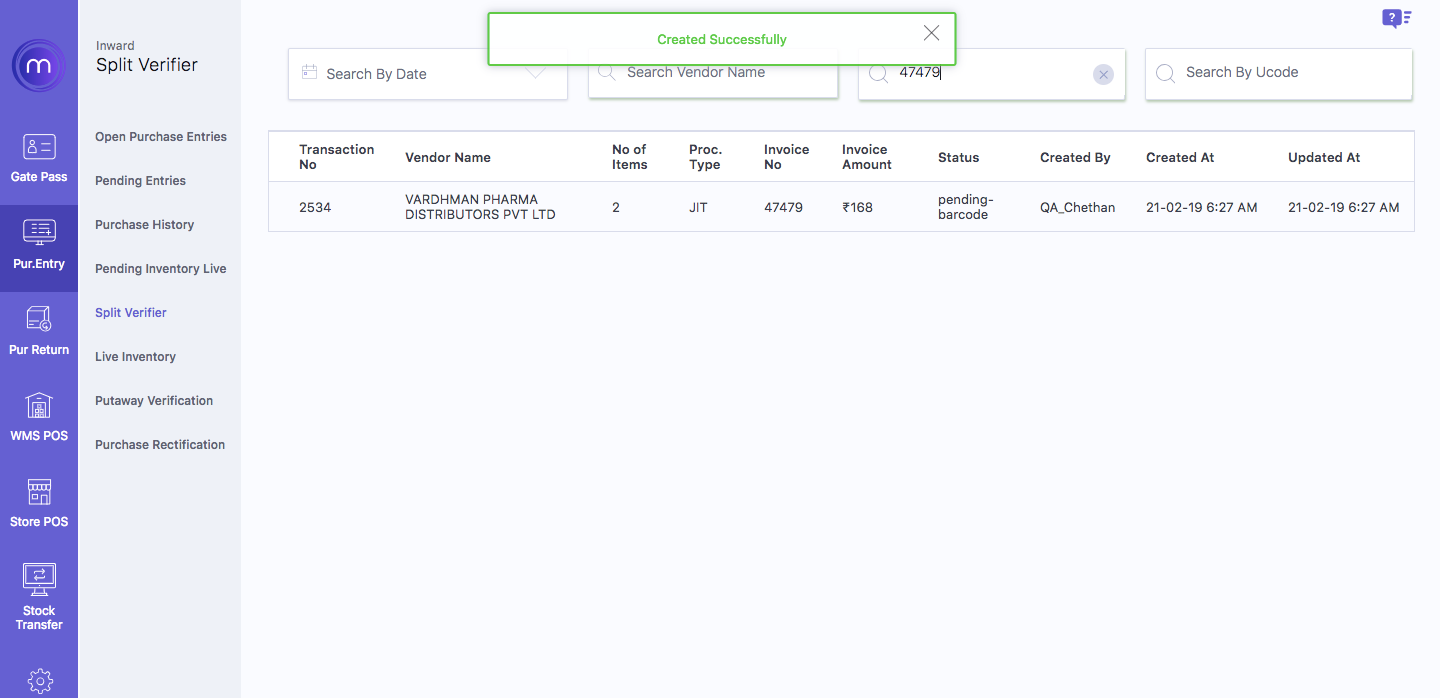 m
Inward
Split Verifier
Created Successfully
?
Search By Date
Search Vendor Name
47479
Search By Ucode
Gate Pass
Pur.Entry
Pur Return
WMS POS
Store POS
Stock
Transfer
Open Purchase Entries
Pending Entries
Purchase History
Pending Inventory Live
Split Verifier
Live Inventory
Putaway Verification
Purchase Rectification
Transaction No
Vendor Name
No of Items
Proc. Type
Invoice No
Invoice Amount
Status
Created By
Created At
Updated At
2534
VARDHMAN PHARMA
DISTRIBUTORS PVT LTD
2
JIT
47479
₹168
pending-
barcode
QA_Chethan
21-02-19 6:27 AM
21-02-19 6:27 AM